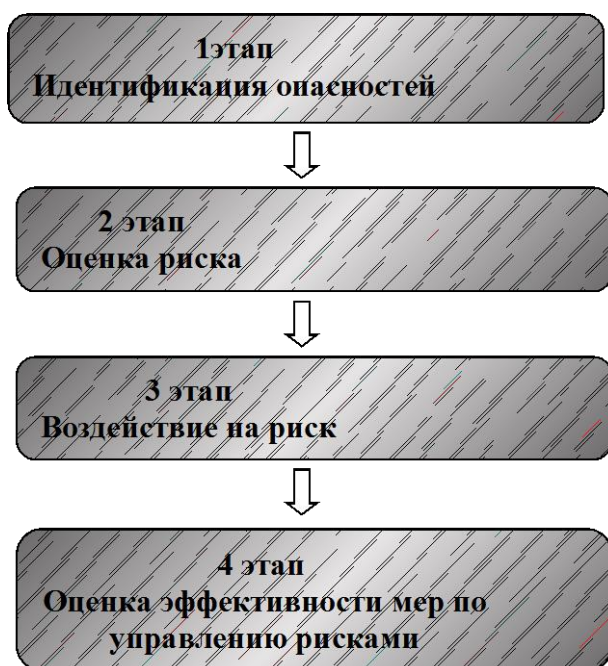 1этап
Идентификация опасностей
2 этап
Оценка риска
3 этап
Воздействие на риск
4 этап
Оценка эффективности мер по
управлению рисками